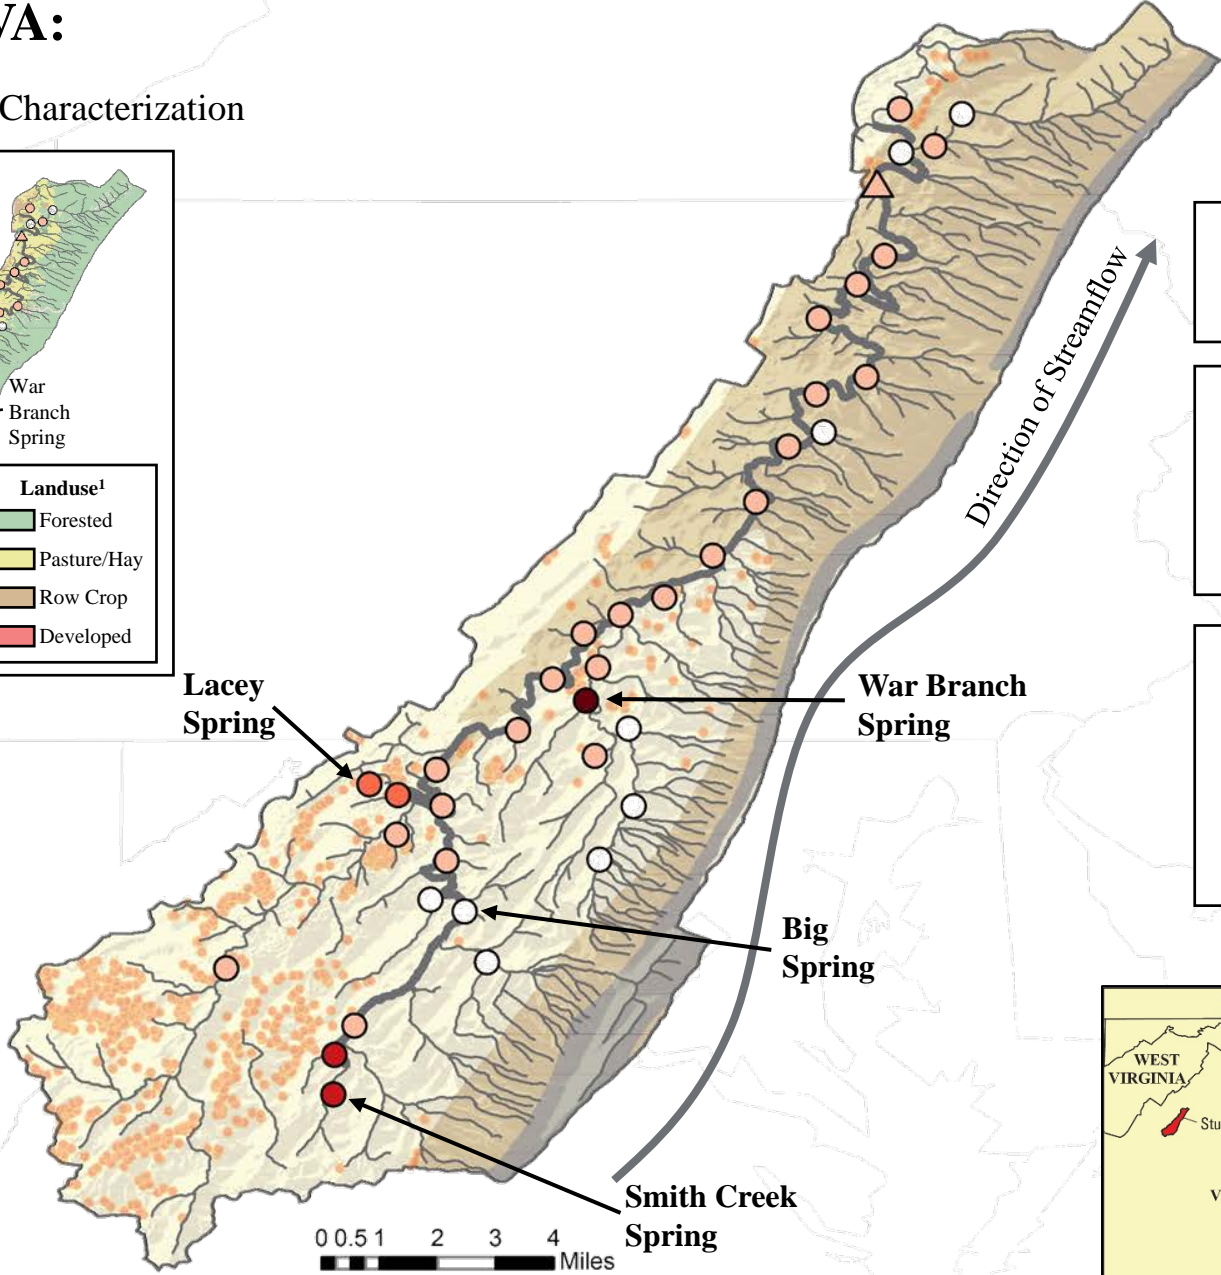 VA:
Characterization
War
Branch
Spring
Landuse¹
Forested
Pasture/Hay
Row Crop
Developed
Direction of Streamflow
Lacey
Spring
War Branch
Spring
Big
Spring
Smith Creek
Spring
0 0.5 1 2 3 4
Miles
WEST
VIRGINIA
Stu
V